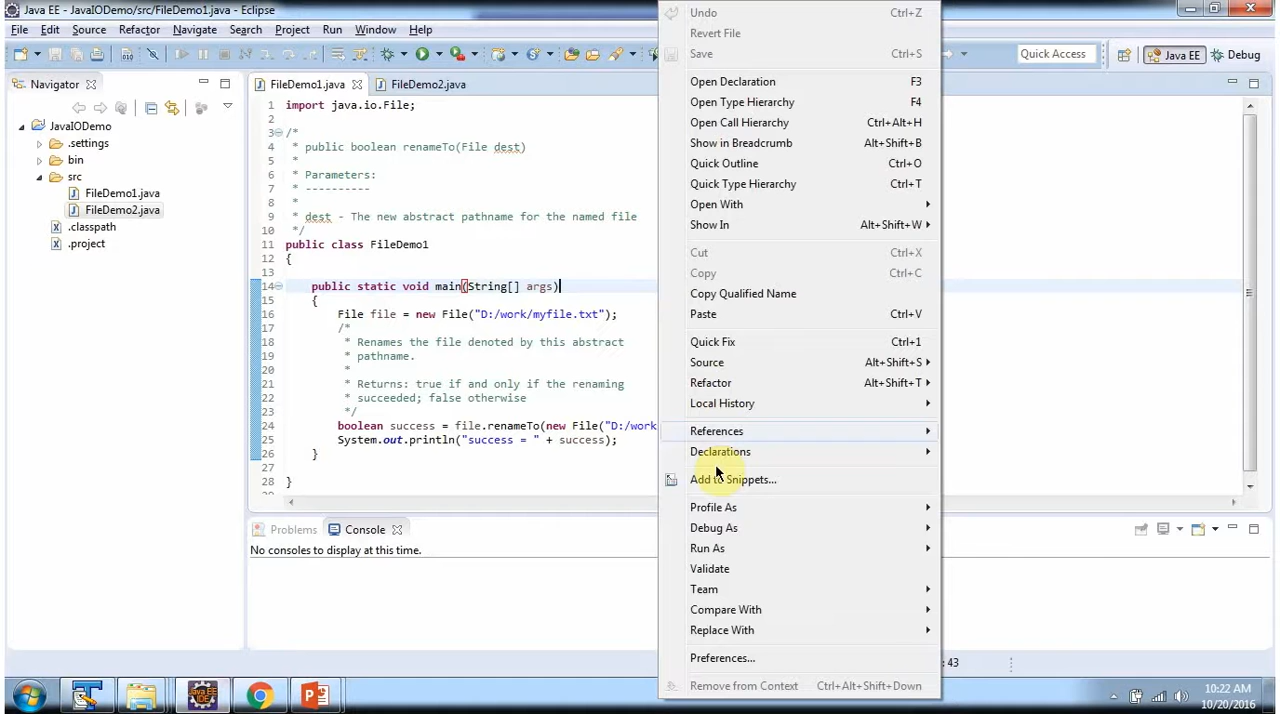 Java EE - JavaIODemo/src/FileDemo1.java - Eclipse
File Edit Source Refactor Navigate Search Project Run Window Help
Quick Access
Java EE
Debug
Navigator
JavaIODemo
.settings
bin
src
FileDemo1.java
FileDemo2.java
.classpath
.project
FileDemo1.java
FileDemo2.java
1 import java.io.File;
2
3 /*
4 * public boolean renameTo(File dest)
5 *
6 * Parameters:
7 * ----------
8 *
9 * dest - The new abstract pathname for the named file
10 */
11 public class FileDemo1
12 {
13
14 public static void main(String[] args)
15 {
16 File file = new File("D:/work/myfile.txt");
17 /*
18 * Renames the file denoted by this abstract
19 * pathname.
20 *
21 * Returns: true if and only if the renaming
22 * succeeded; false otherwise
23 */
24 boolean success = file.renameTo(new File("D:/work
25 System.out.println("success = " + success);
26 }
27
28 }
Problems
Console
No consoles to display at this time.
Undo Ctrl+Z
Revert File
Save Ctrl+S
Open Declaration F3
Open Type Hierarchy F4
Open Call Hierarchy Ctrl+Alt+H
Show in Breadcrumb Alt+Shift+B
Quick Outline Ctrl+O
Quick Type Hierarchy Ctrl+T
Open With
Show In Alt+Shift+W
Cut Ctrl+X
Copy Ctrl+C
Copy Qualified Name
Paste Ctrl+V
Quick Fix Ctrl+1
Source Alt+Shift+S
Refactor Alt+Shift+T
Local History
References
Declarations
Add to Snippets...
Profile As
Debug As
Run As
Validate
Team
Compare With
Replace With
Preferences...
Remove from Context Ctrl+Alt+Shift+Down
: 43
10:22 AM
10/20/2016